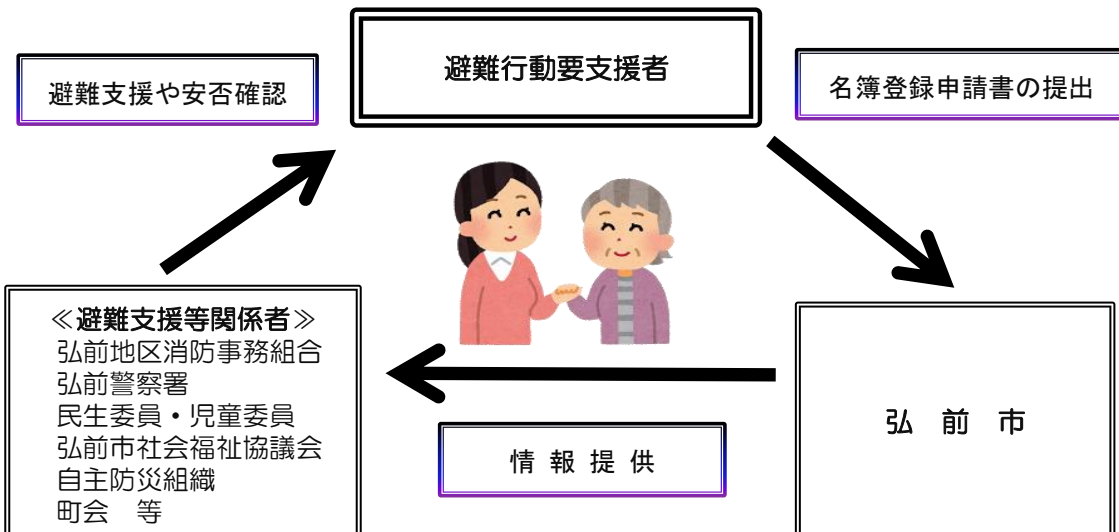 避難行動要支援者
避難支援や安否確認
名簿登録申請書の提出
≪避難支援等関係者≫
弘前地区消防事務組合
弘前警察署
民生委員・児童委員
弘前市社会福祉協議会
自主防災組織
町会　等
情 報 提 供
弘　前　市